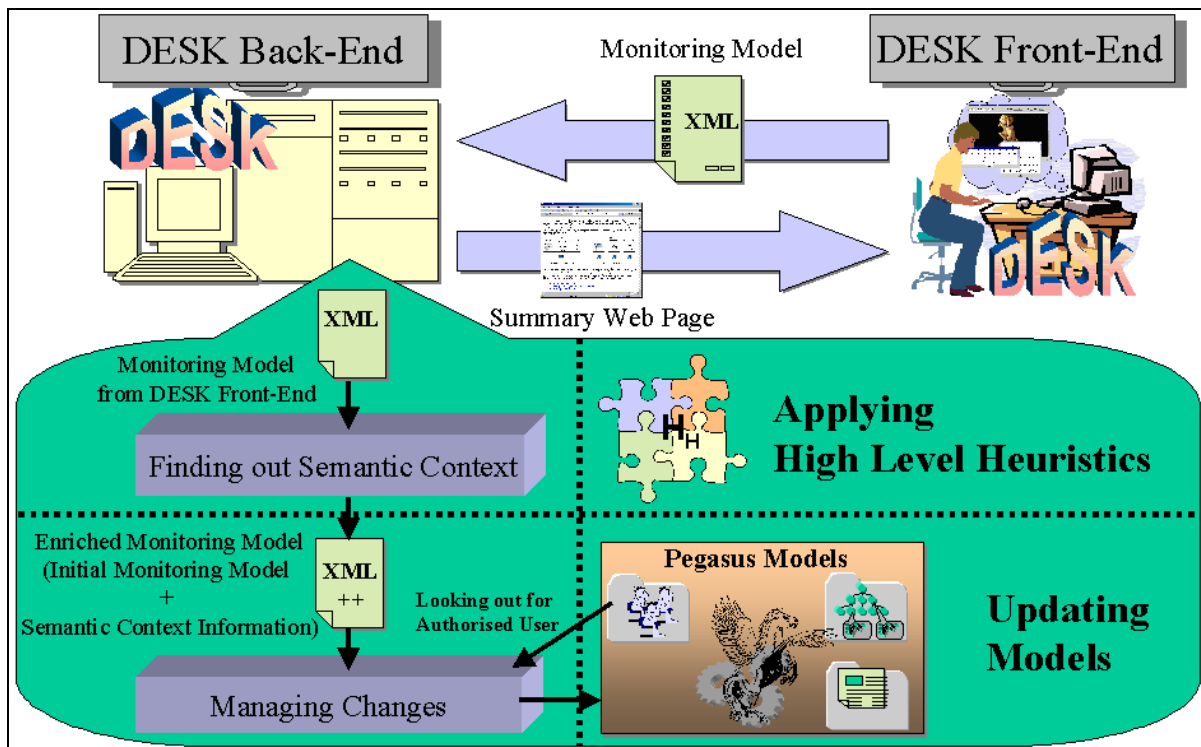 DESK Back-End
Monitoring Model
DESK Front-End
DESK
XML
DESK
Summary Web Page
XML
Monitoring Model
from DESK Front-End
Finding out Semantic Context
H
H
Applying
High Level Heuristics
Enriched Monitoring Model
(Initial Monitoring Model
+
Semantic Context Information)
XML
++
Looking out for
Authorised User
Managing Changes
Pegasus Models
Updating
Models